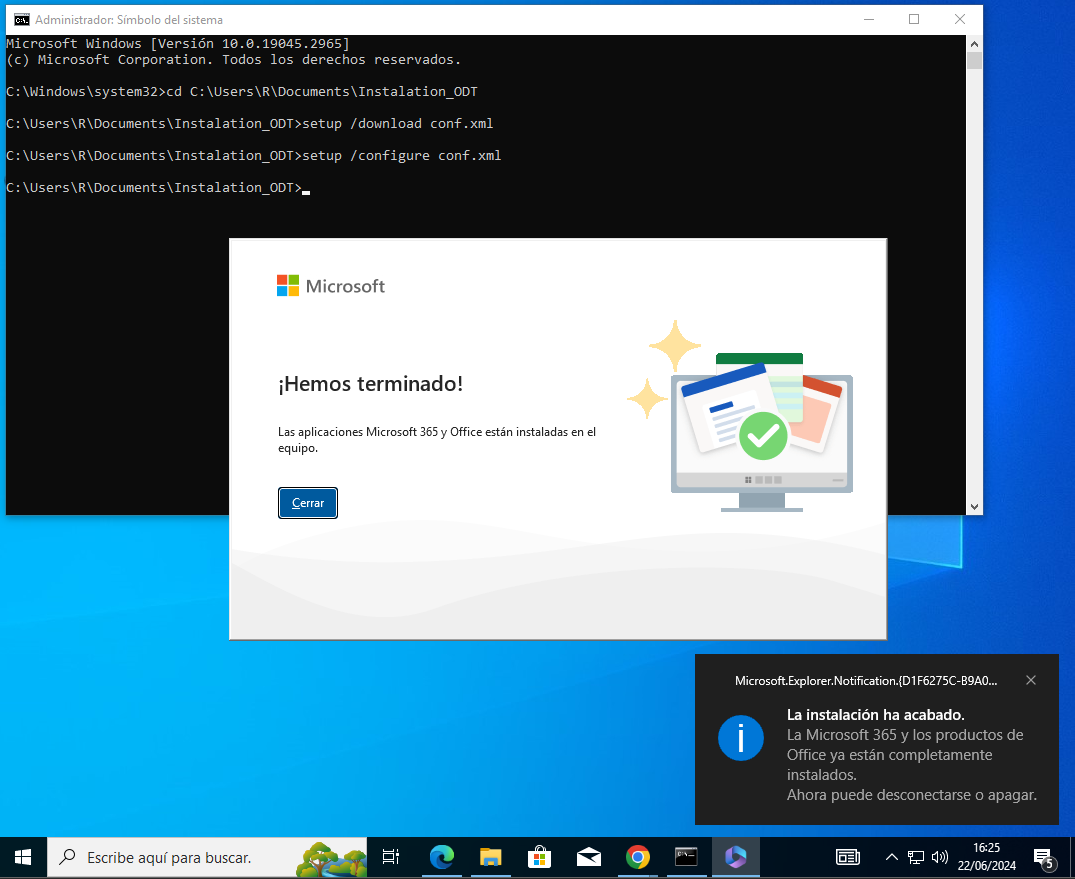 Administrador: Símbolo del sistema
Microsoft Windows [Versión 10.0.19045.2965]
(c) Microsoft Corporation. Todos los derechos reservados.
C:\Windows\system32>cd C:\Users\R\Documents\Instalation_ODT
C:\Users\R\Documents\Instalation_ODT>setup /download conf.xml
C:\Users\R\Documents\Instalation_ODT>setup /configure conf.xml
C:\Users\R\Documents\Instalation_ODT>
Microsoft
¡Hemos terminado!
Las aplicaciones Microsoft 365 y Office están instaladas en el
equipo.
Cerrar
Microsoft.Explorer.Notification.{D1F6275C-B9A0...
La instalación ha acabado.
La Microsoft 365 y los productos de
Office ya están completamente
instalados.
Ahora puede desconectarse o apagar.
Escribe aquí para buscar.
16:25
22/06/2024
5